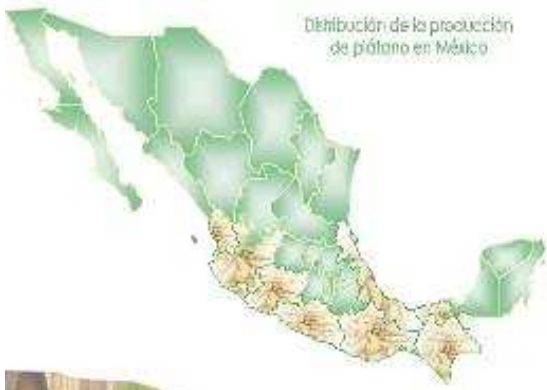 Distribución de la producción
de plátano en México